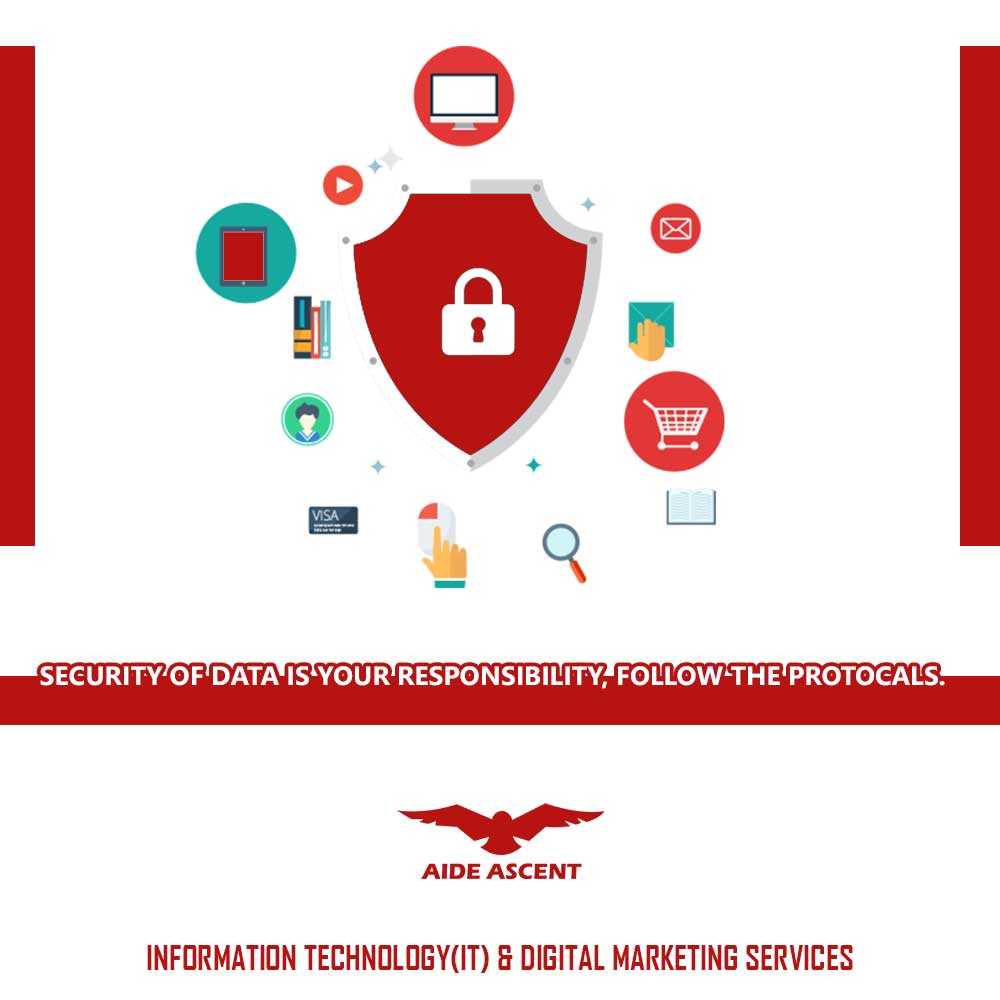 VISA
SECURITY OF DATA IS YOUR RESPONSIBILITY, FOLLOW THE PROTOCALS.
AIDE ASCENT
INFORMATION TECHNOLOGY(IT) & DIGITAL MARKETING SERVICES